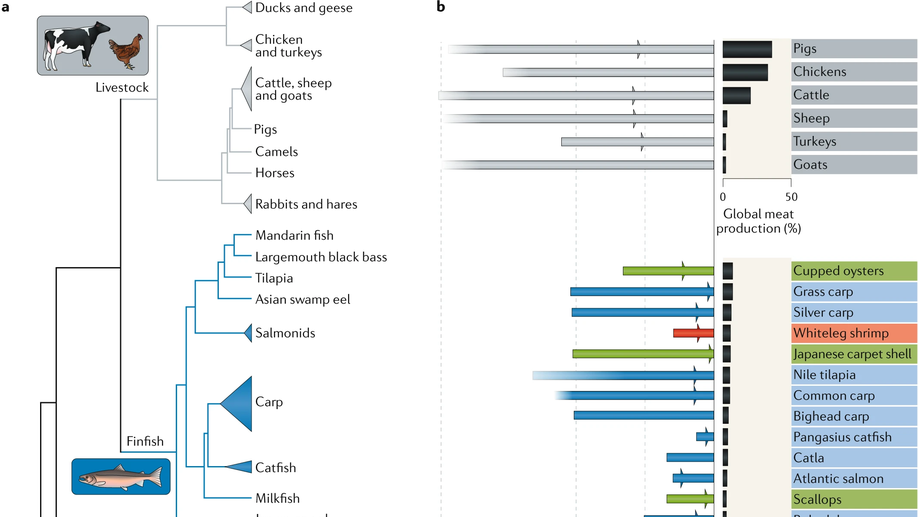 a
Ducks and geese
Chicken
and turkeys
Livestock
Cattle, sheep
and goats
Pigs
Camels
Horses
Rabbits and hares
Mandarin fish
Largemouth black bass
Tilapia
Asian swamp eel
Salmonids
Carp
Finfish
Catfish
Milkfish
b
Pigs
Chickens
Cattle
Sheep
Turkeys
Goats
0
50
Global meat
production (%)
Cupped oysters
Grass carp
Silver carp
Whiteleg shrimp
Japanese carpet shell
Nile tilapia
Common carp
Bighead carp
Pangasius catfish
Catla
Atlantic salmon
Scallops